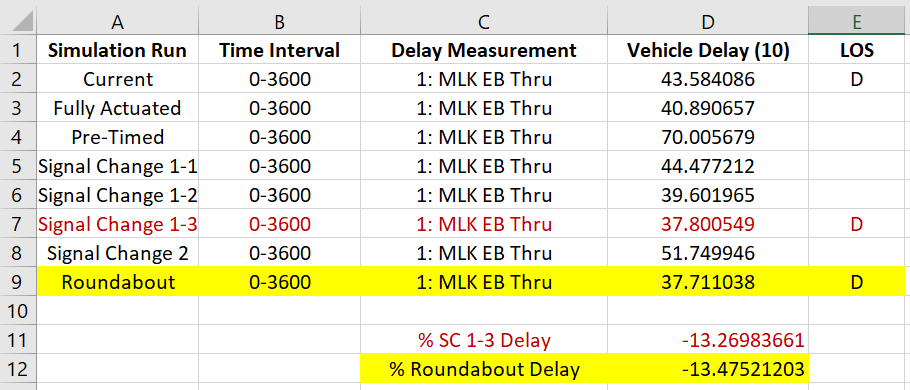 A B C D E
1 Simulation Run Time Interval Delay Measurement Vehicle Delay (10) LOS
2 Current 0-3600 1: MLK EB Thru 43.584086 D
3 Fully Actuated 0-3600 1: MLK EB Thru 40.890657
4 Pre-Timed 0-3600 1: MLK EB Thru 70.005679
5 Signal Change 1-1 0-3600 1: MLK EB Thru 44.477212
6 Signal Change 1-2 0-3600 1: MLK EB Thru 39.601965
7 Signal Change 1-3 0-3600 1: MLK EB Thru 37.800549 D
8 Signal Change 2 0-3600 1: MLK EB Thru 51.749946
9 Roundabout 0-3600 1: MLK EB Thru 37.711038 D
10
11 % SC 1-3 Delay -13.26983661
12 % Roundabout Delay -13.47521203